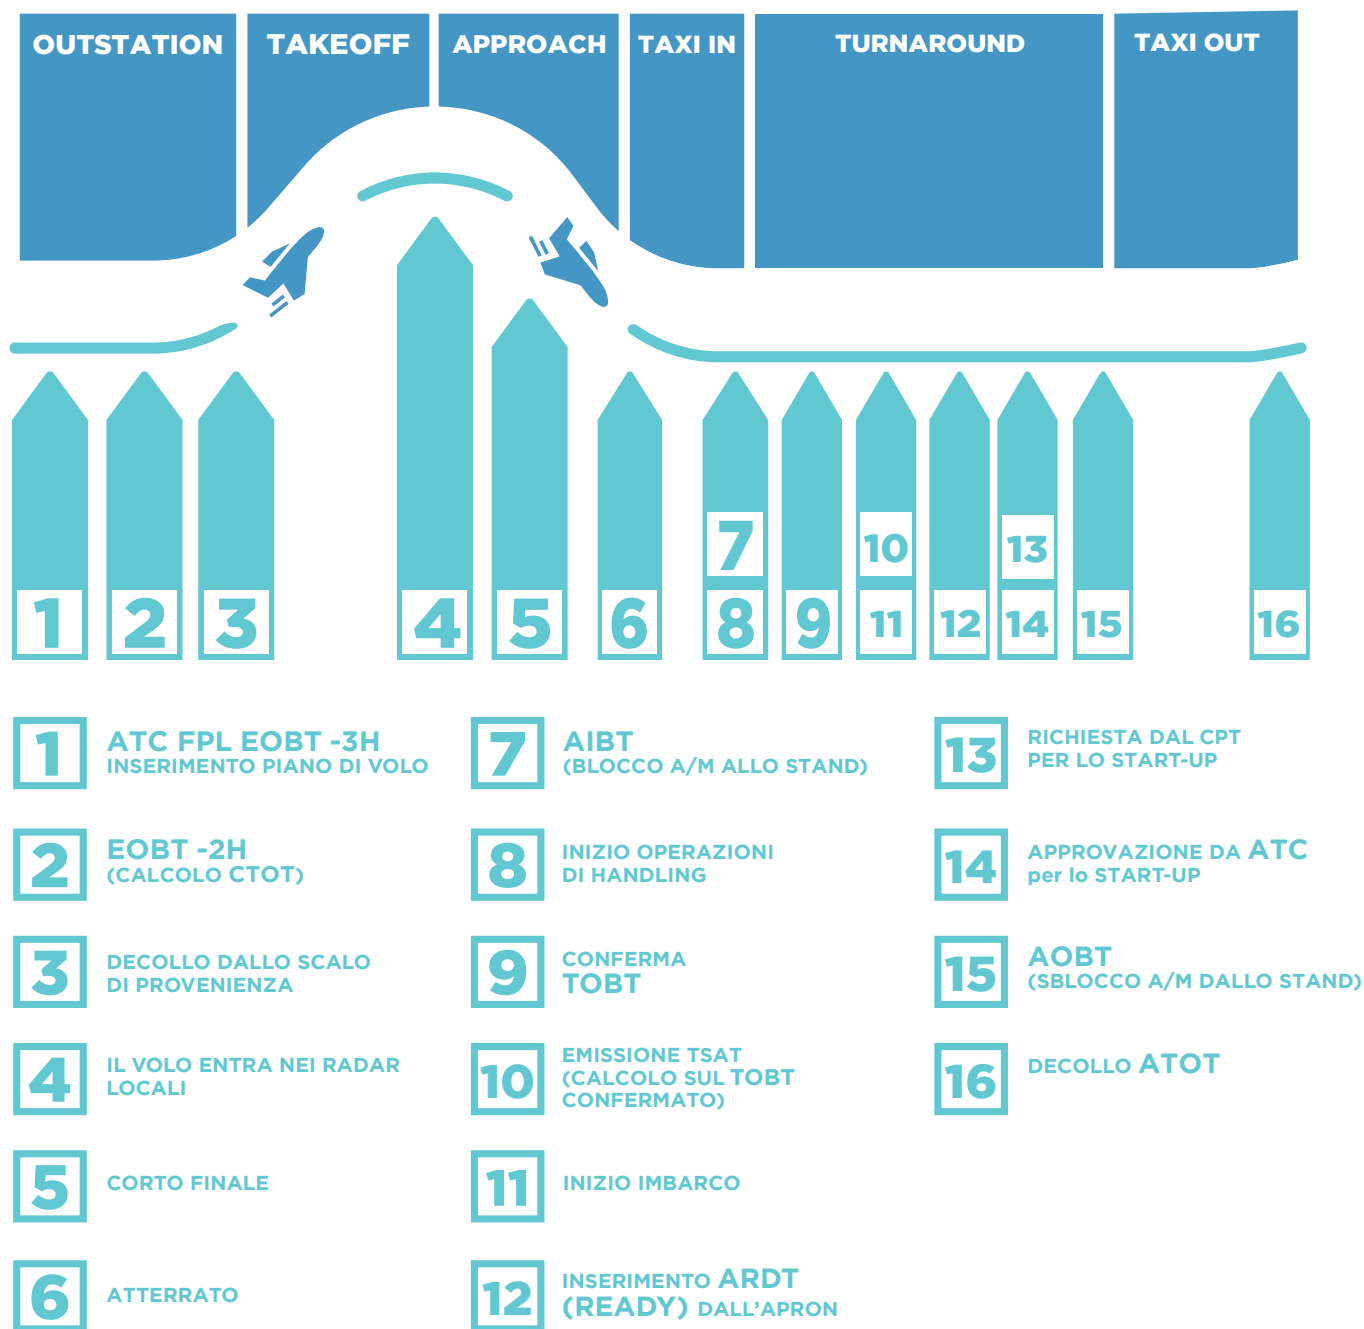 OUTSTATION
TAKEOFF
APPROACH
TAXI IN
TURNAROUND
TAXI OUT
7
10
13
1
2
3
4
5
6
8
9
11
12
14
15
16
1
ATC FPL EOBT -3H
INSERIMENTO PIANO DI VOLO
2
EOBT -2H
(CALCOLO CTOT)
3
DECOLLO DALLO SCALO
DI PROVENIENZA
4
IL VOLO ENTRA NEI RADAR
LOCALI
5
CORTO FINALE
6
ATTERRATO
7
AIBT
(BLOCCO A/M ALLO STAND)
8
INIZIO OPERAZIONI
DI HANDLING
9
CONFERMA
TOBT
10
EMISSIONE TSAT
(CALCOLO SUL TOBT
CONFERMATO)
11
INIZIO IMBARCO
12
INSERIMENTO ARDT
(READY) DALL'APRON
13
RICHIESTA DAL CPT
PER LO START-UP
14
APPROVAZIONE DA ATC
per lo START-UP
15
AOBT
(SBLOCCO A/M DALLO STAND)
16
DECOLLO ATOT